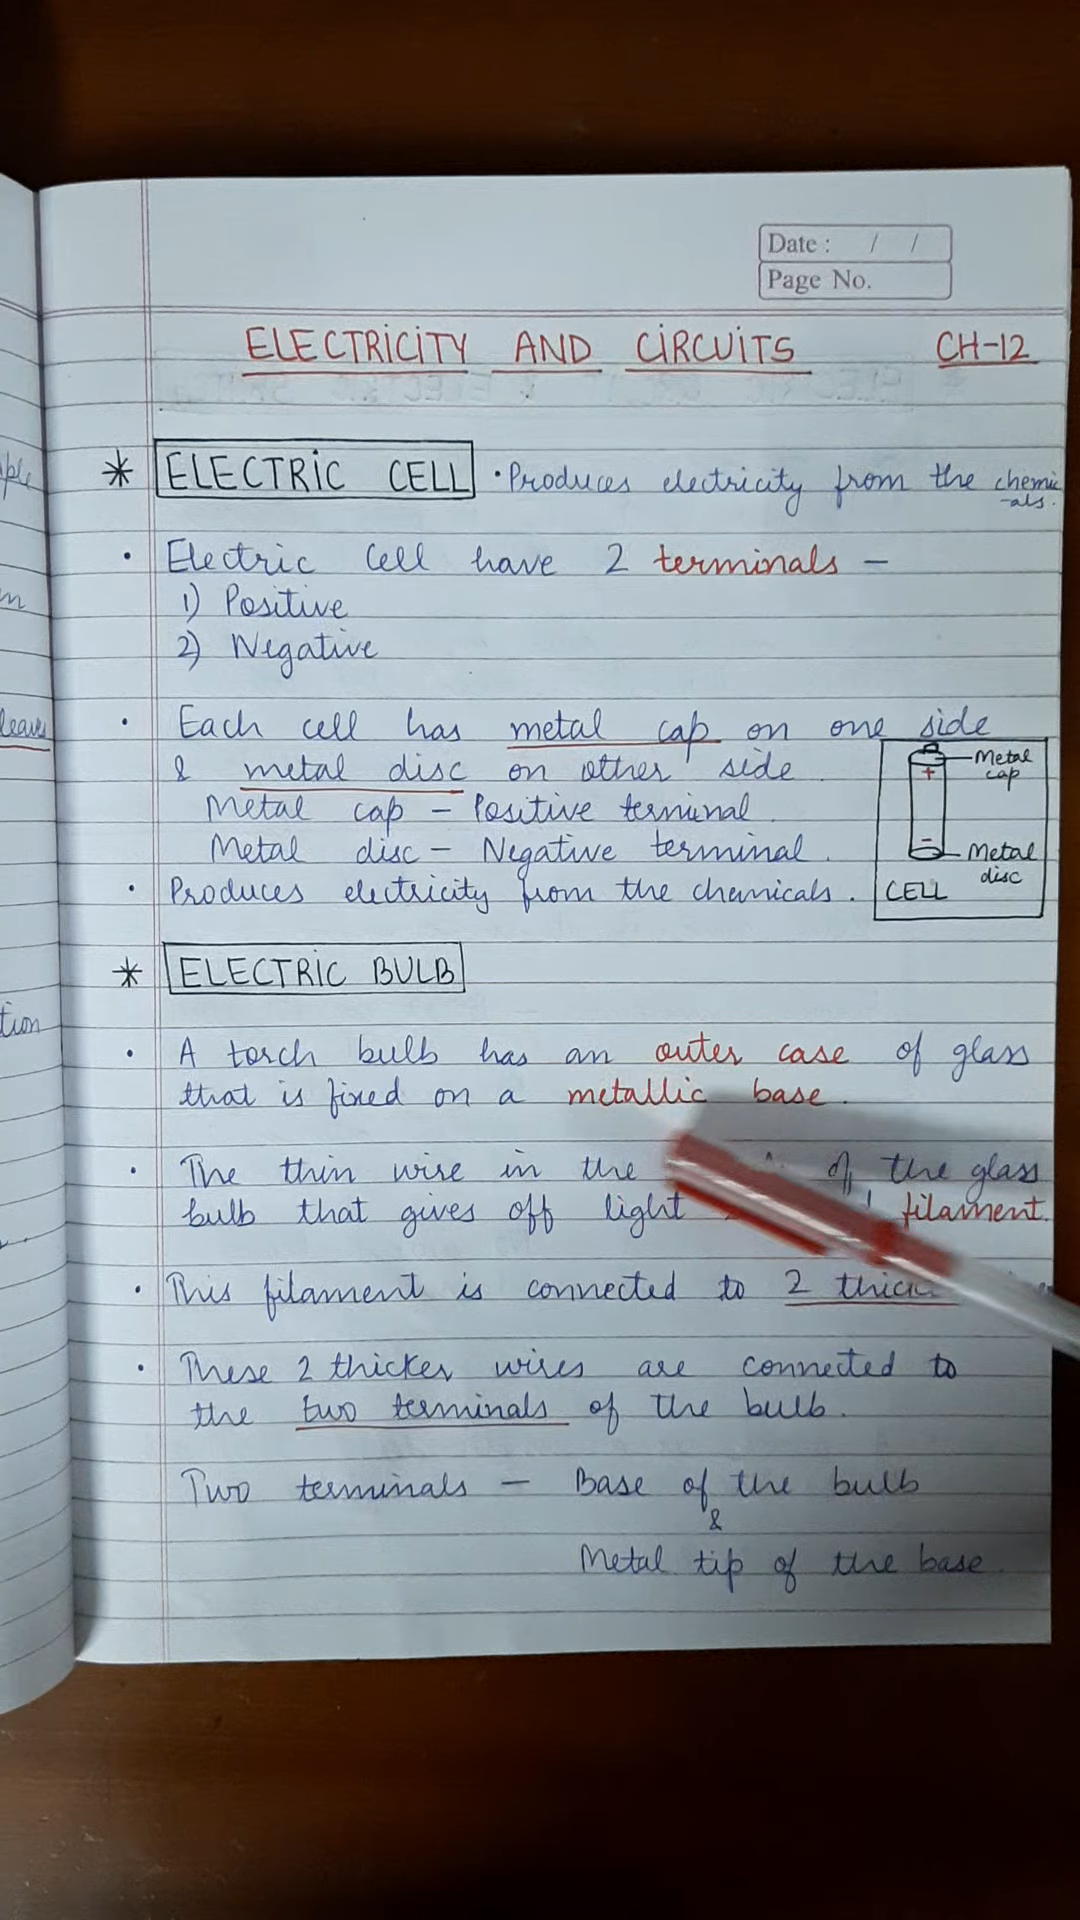 Date : / /
Page No.
ELECTRICITY AND CIRCUITS CH-12
* ELECTRIC CELL • Produces electricity from the chemic
-als.
• Electric Cell have 2 terminals –
1) Positive
2) Negative
• Each cell has metal cap on one side
& metal disc on other side
Metal cap – Positive terminal.
Metal disc – Negative terminal.
• Produces electricity from the chemicals.
Metal
cap
+
-
Metal
disc
CELL
* ELECTRIC BULB
• A torch bulb has an outer case of glass
that is fixed on a metallic base.
• The thin wire in the of the glass
bulb that gives off light filament.
• This filament is connected to 2
• These 2 thicker wires are connected to
the two terminals of the bulb.
Two terminals – Base of the bulb
&
Metal tip of the base.
leaves
tion